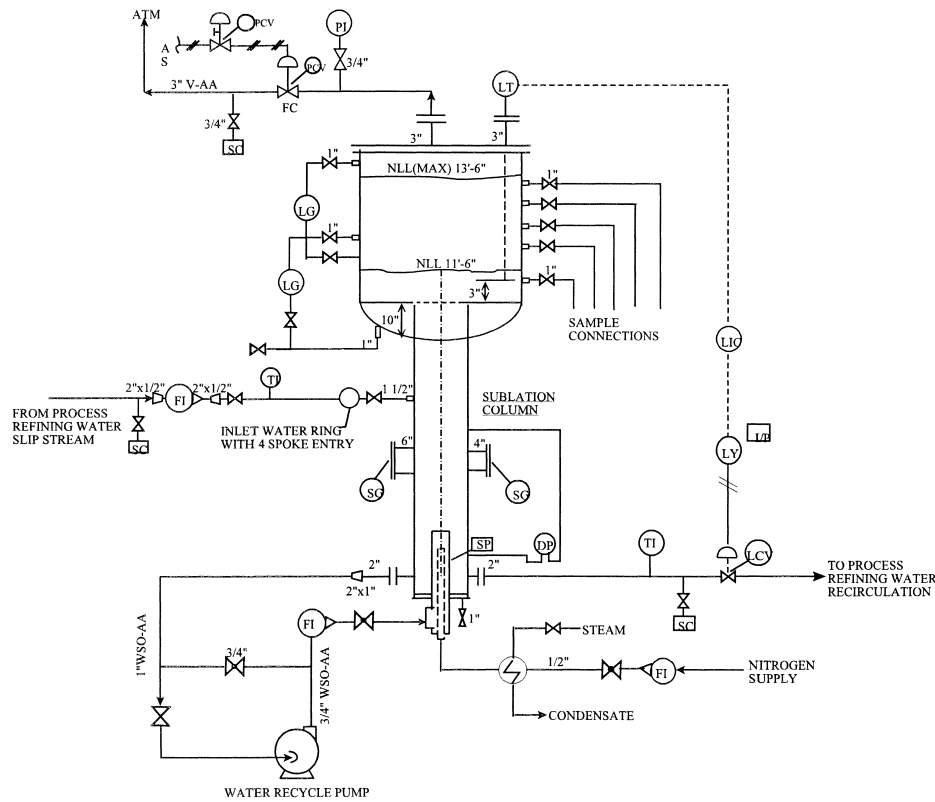 ATM
PCV
PI
A
S
3/4"
PCV
3" V-AA
FC
LT
3/4"
SC
3"
3"
1"
NLL(MAX) 13'-6"
1"
LG
1"
NLL 11'-6"
1"
LG
3"
10"
SAMPLE
CONNECTIONS
1"
LIC
2"x1/2"
2"x1/2"
TI
1 1/2"
FI
SUBLATION
COLUMN
FROM PROCESS
REFINING WATER
SLIP STREAM
INLET WATER RING
WITH 4 SPOKE ENTRY
SC
6"
4"
I/P
LY
SG
SG
SP
DP
TI
LCV
2"
2"
2"x1"
TO PROCESS
REFINING WATER
RECIRCULATION
FI
1"
SC
STEAM
1"WSO-AA
3/4"
3/4" WSO-AA
1/2"
FI
NITROGEN
SUPPLY
CONDENSATE
WATER RECYCLE PUMP